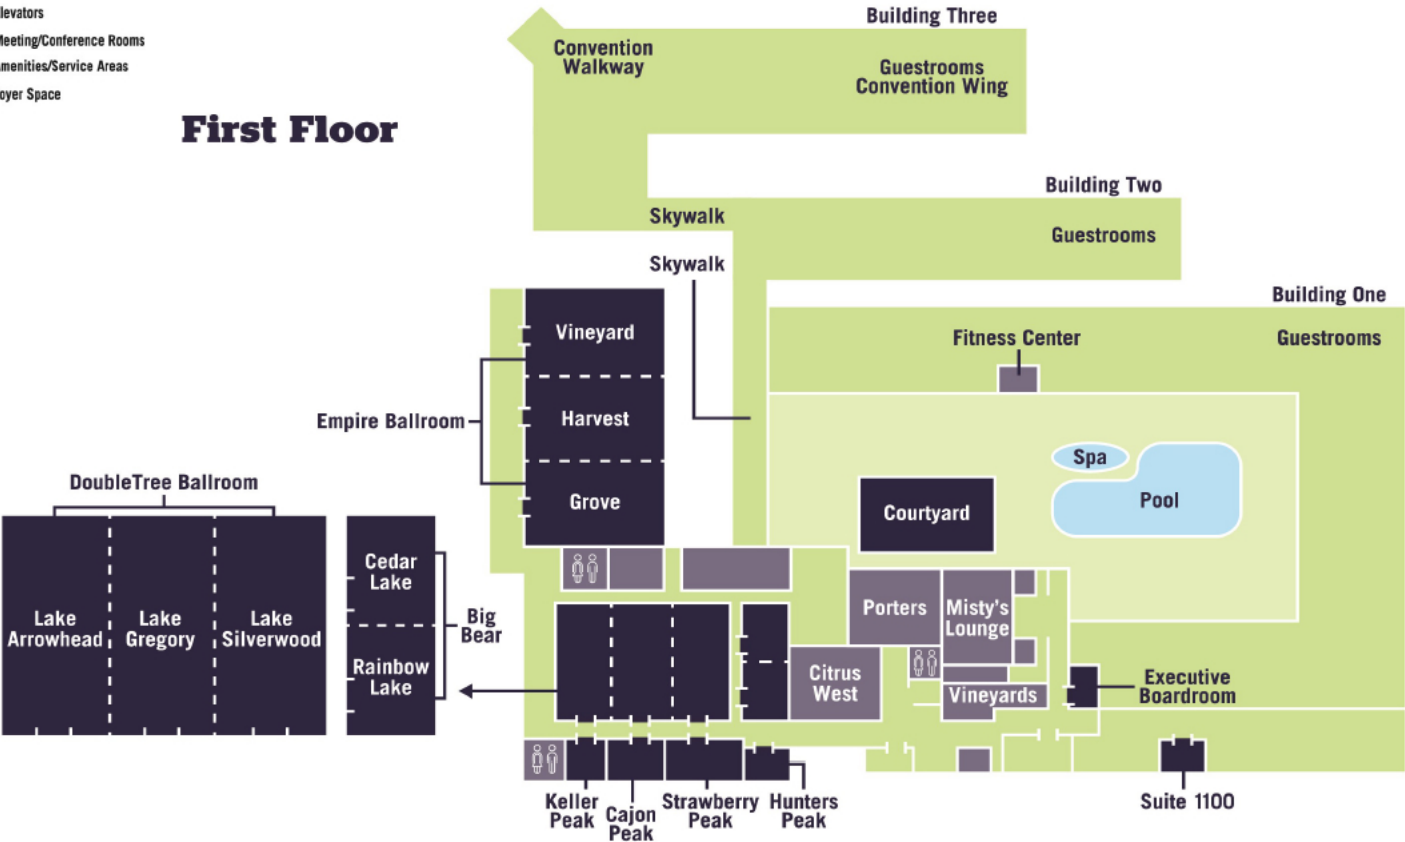 levators
Meeting/Conference Rooms
menities/Service Areas
oyer Space
First Floor
Building Three
Convention
Walkway
Guestrooms
Convention Wing
Building Two
Skywalk
Guestrooms
Skywalk
Building One
Vineyard
Fitness Center
Guestrooms
Empire Ballroom
Harvest
Spa
DoubleTree Ballroom
Grove
Courtyard
Pool
Cedar
Lake
Lake
Arrowhead
Lake
Gregory
Lake
Silverwood
Big
Bear
Rainbow
Lake
Porters
Misty's
Lounge
Citrus
West
Vineyards
Executive
Boardroom
Keller
Peak
Cajon
Peak
Strawberry
Peak
Hunters
Peak
Suite 1100